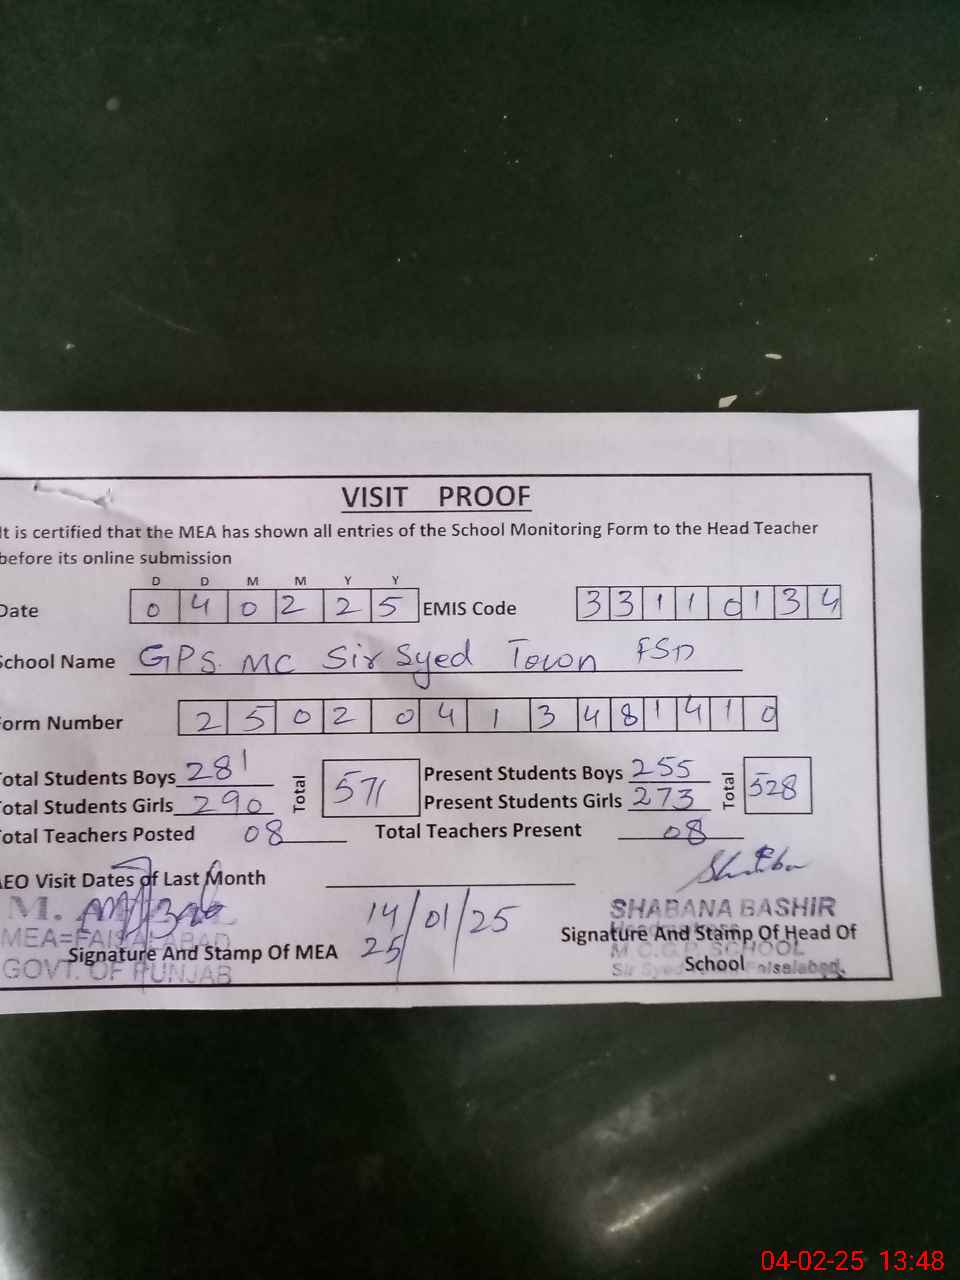 VISIT PROOF
It is certified that the MEA has shown all entries of the School Monitoring Form to the Head Teacher
before its online submission
D D M M Y Y
Date 0 4 0 2 2 5 EMIS Code 3 3 1 1 0 1 3 4
School Name GPS. MC Sir Syed Town FSD
Form Number 2 5 0 2 0 4 1 3 4 8 1 4 1 0
Total Students Boys 281 Total 571 Present Students Boys 255 Total 528
Total Students Girls 290 Present Students Girls 273
Total Teachers Posted 08 Total Teachers Present 08
AEO Visit Dates of Last Month
14/01/25
25
M.
MEA=FAISALABAD
GOVT. OF PUNJAB
Signature And Stamp Of MEA
SHABANA BASHIR
Signature And Stamp Of Head Of
School
M.C.G.P. SCHOOL
Sir Syed Faisalabad.
04-02-25 13:48